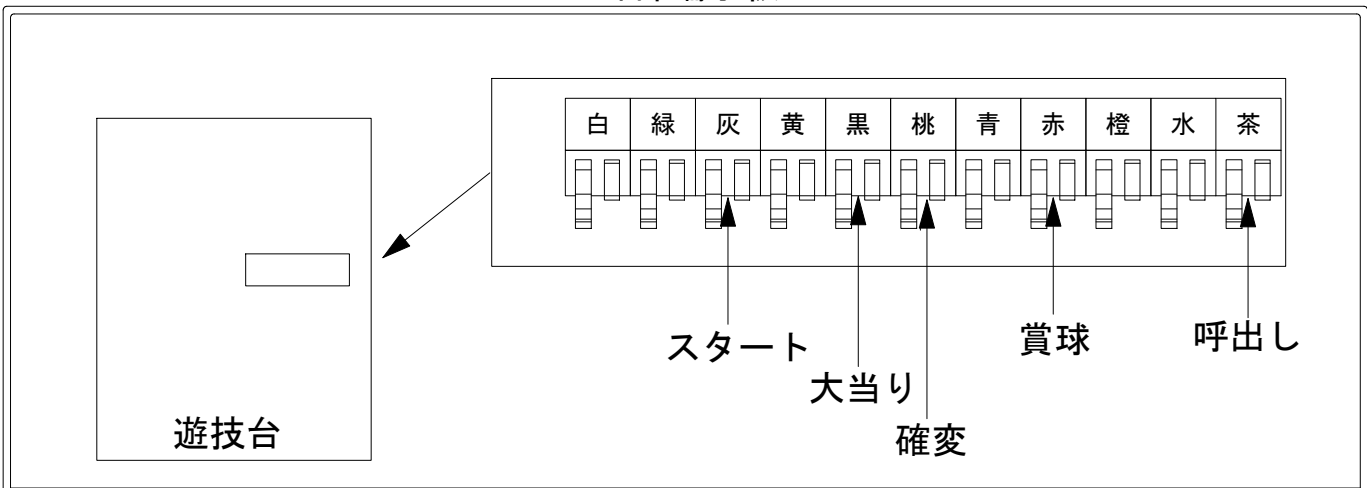 白 緑 灰 黄 黒 桃 青 赤 橙 水 茶
スタート
大当り
確変
賞球
呼出し
遊技台